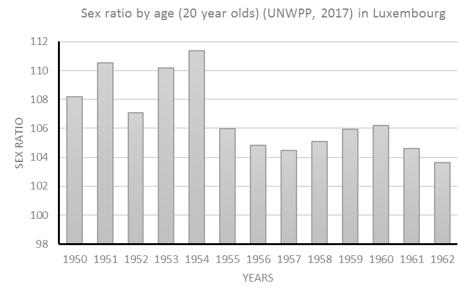 Sex ratio by age (20 year olds) (UNWPP, 2017) in Luxembourg
112
110
108
106
104
102
100
98
SEX RATIO
1950 1951 1952 1953 1954 1955 1956 1957 1958 1959 1960 1961 1962
YEARS